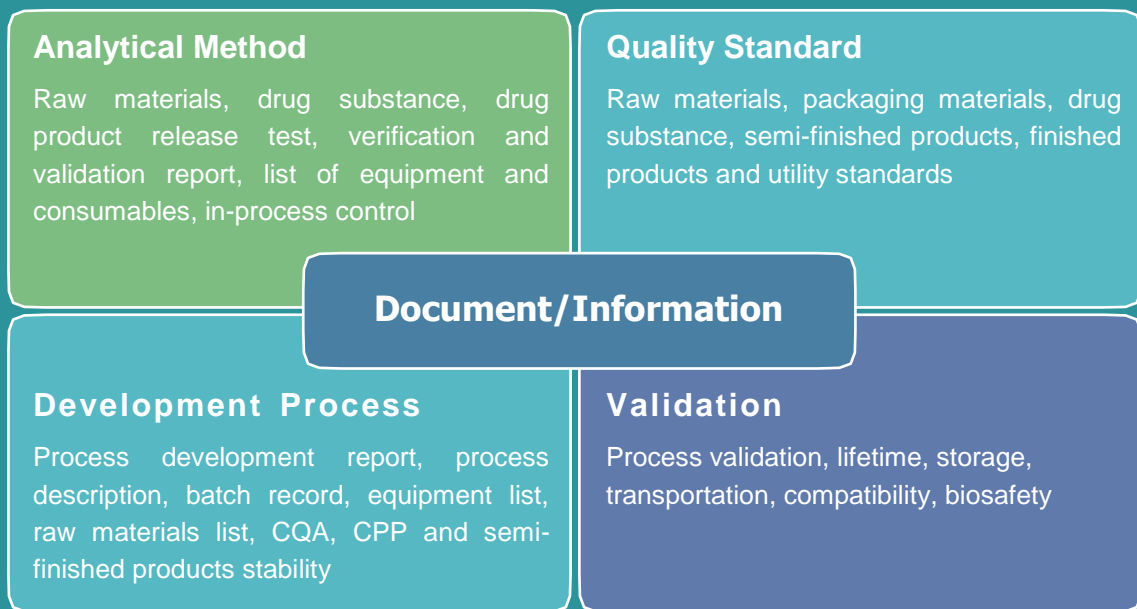 Analytical Method
Raw materials, drug substance, drug
product release test, verification and
validation report, list of equipment and
consumables, in-process control
Quality Standard
Raw materials, packaging materials, drug
substance, semi-finished products, finished
products and utility standards
Document/Information
Development Process
Process development report, process
description, batch record, equipment list,
raw materials list, CQA, CPP and semi-
finished products stability
Validation
Process validation, lifetime, storage,
transportation, compatibility, biosafety